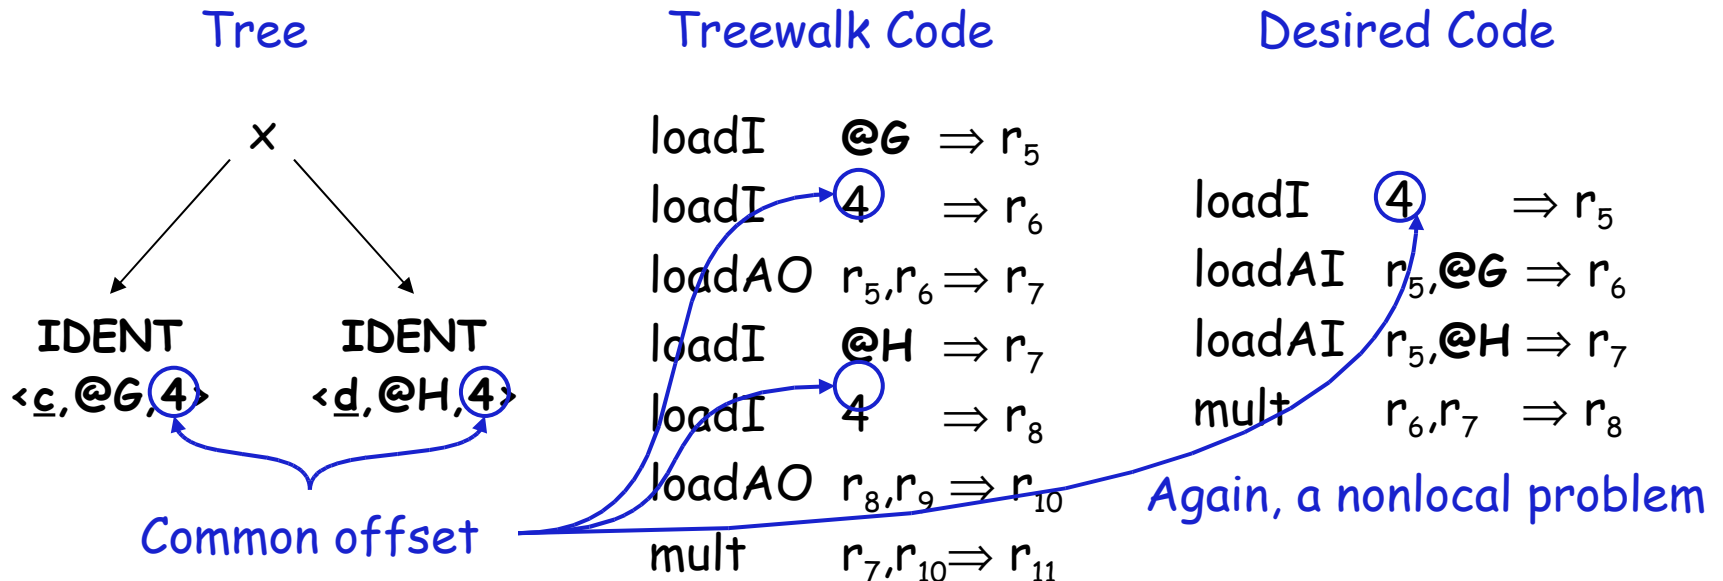 Tree
×
IDENT IDENT
<c,@G,4> <d,@H,4>
Common offset
Treewalk Code
loadI @G ⇒ r₅
loadI 4 ⇒ r₆
loadAO r₅,r₆ ⇒ r₇
loadI @H ⇒ r₇
loadI 4 ⇒ r₈
loadAO r₈,r₉ ⇒ r₁₀
mult r₇,r₁₀ ⇒ r₁₁
Desired Code
loadI 4 ⇒ r₅
loadAI r₅,@G ⇒ r₆
loadAI r₅,@H ⇒ r₇
mult r₆,r₇ ⇒ r₈
Again, a nonlocal problem